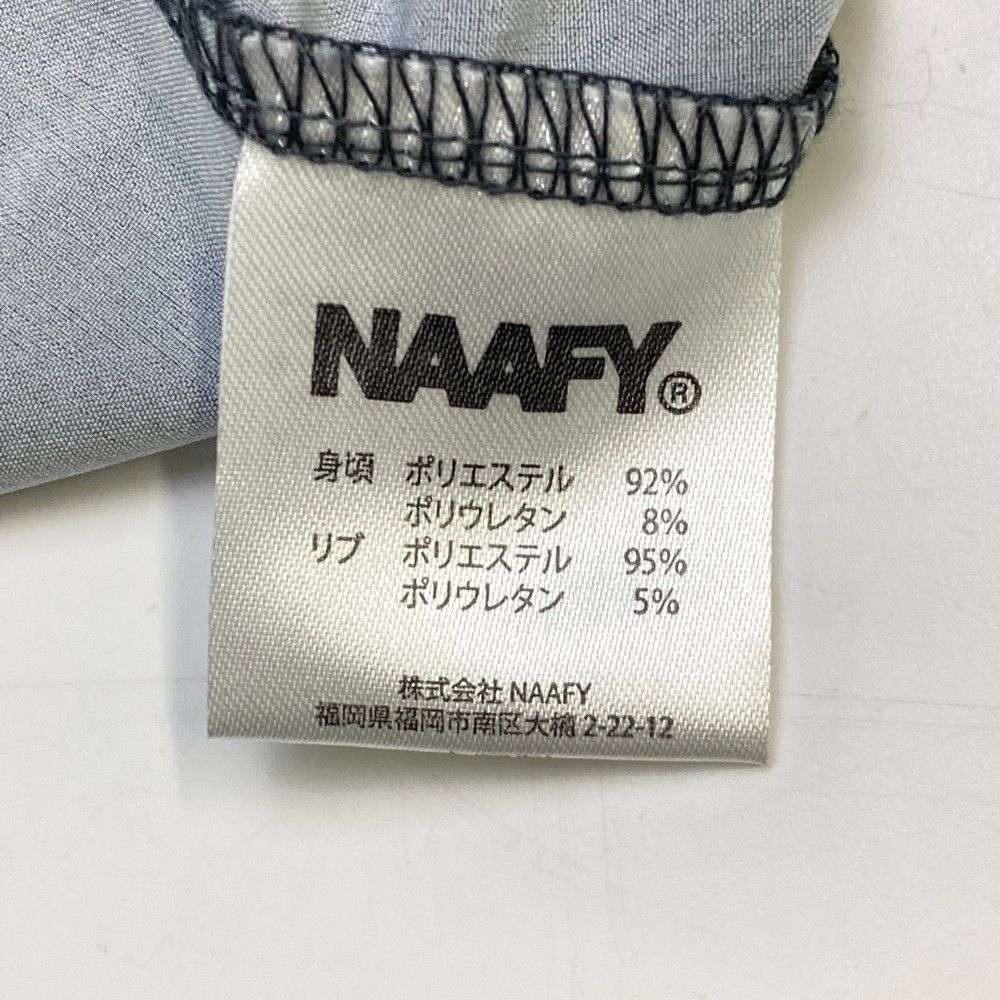 NAAFY®
身頃 ポリエステル 92%
ポリウレタン 8%
リブ ポリエステル 95%
ポリウレタン 5%
株式会社 NAAFY
福岡県福岡市南区大楠 2-22-12